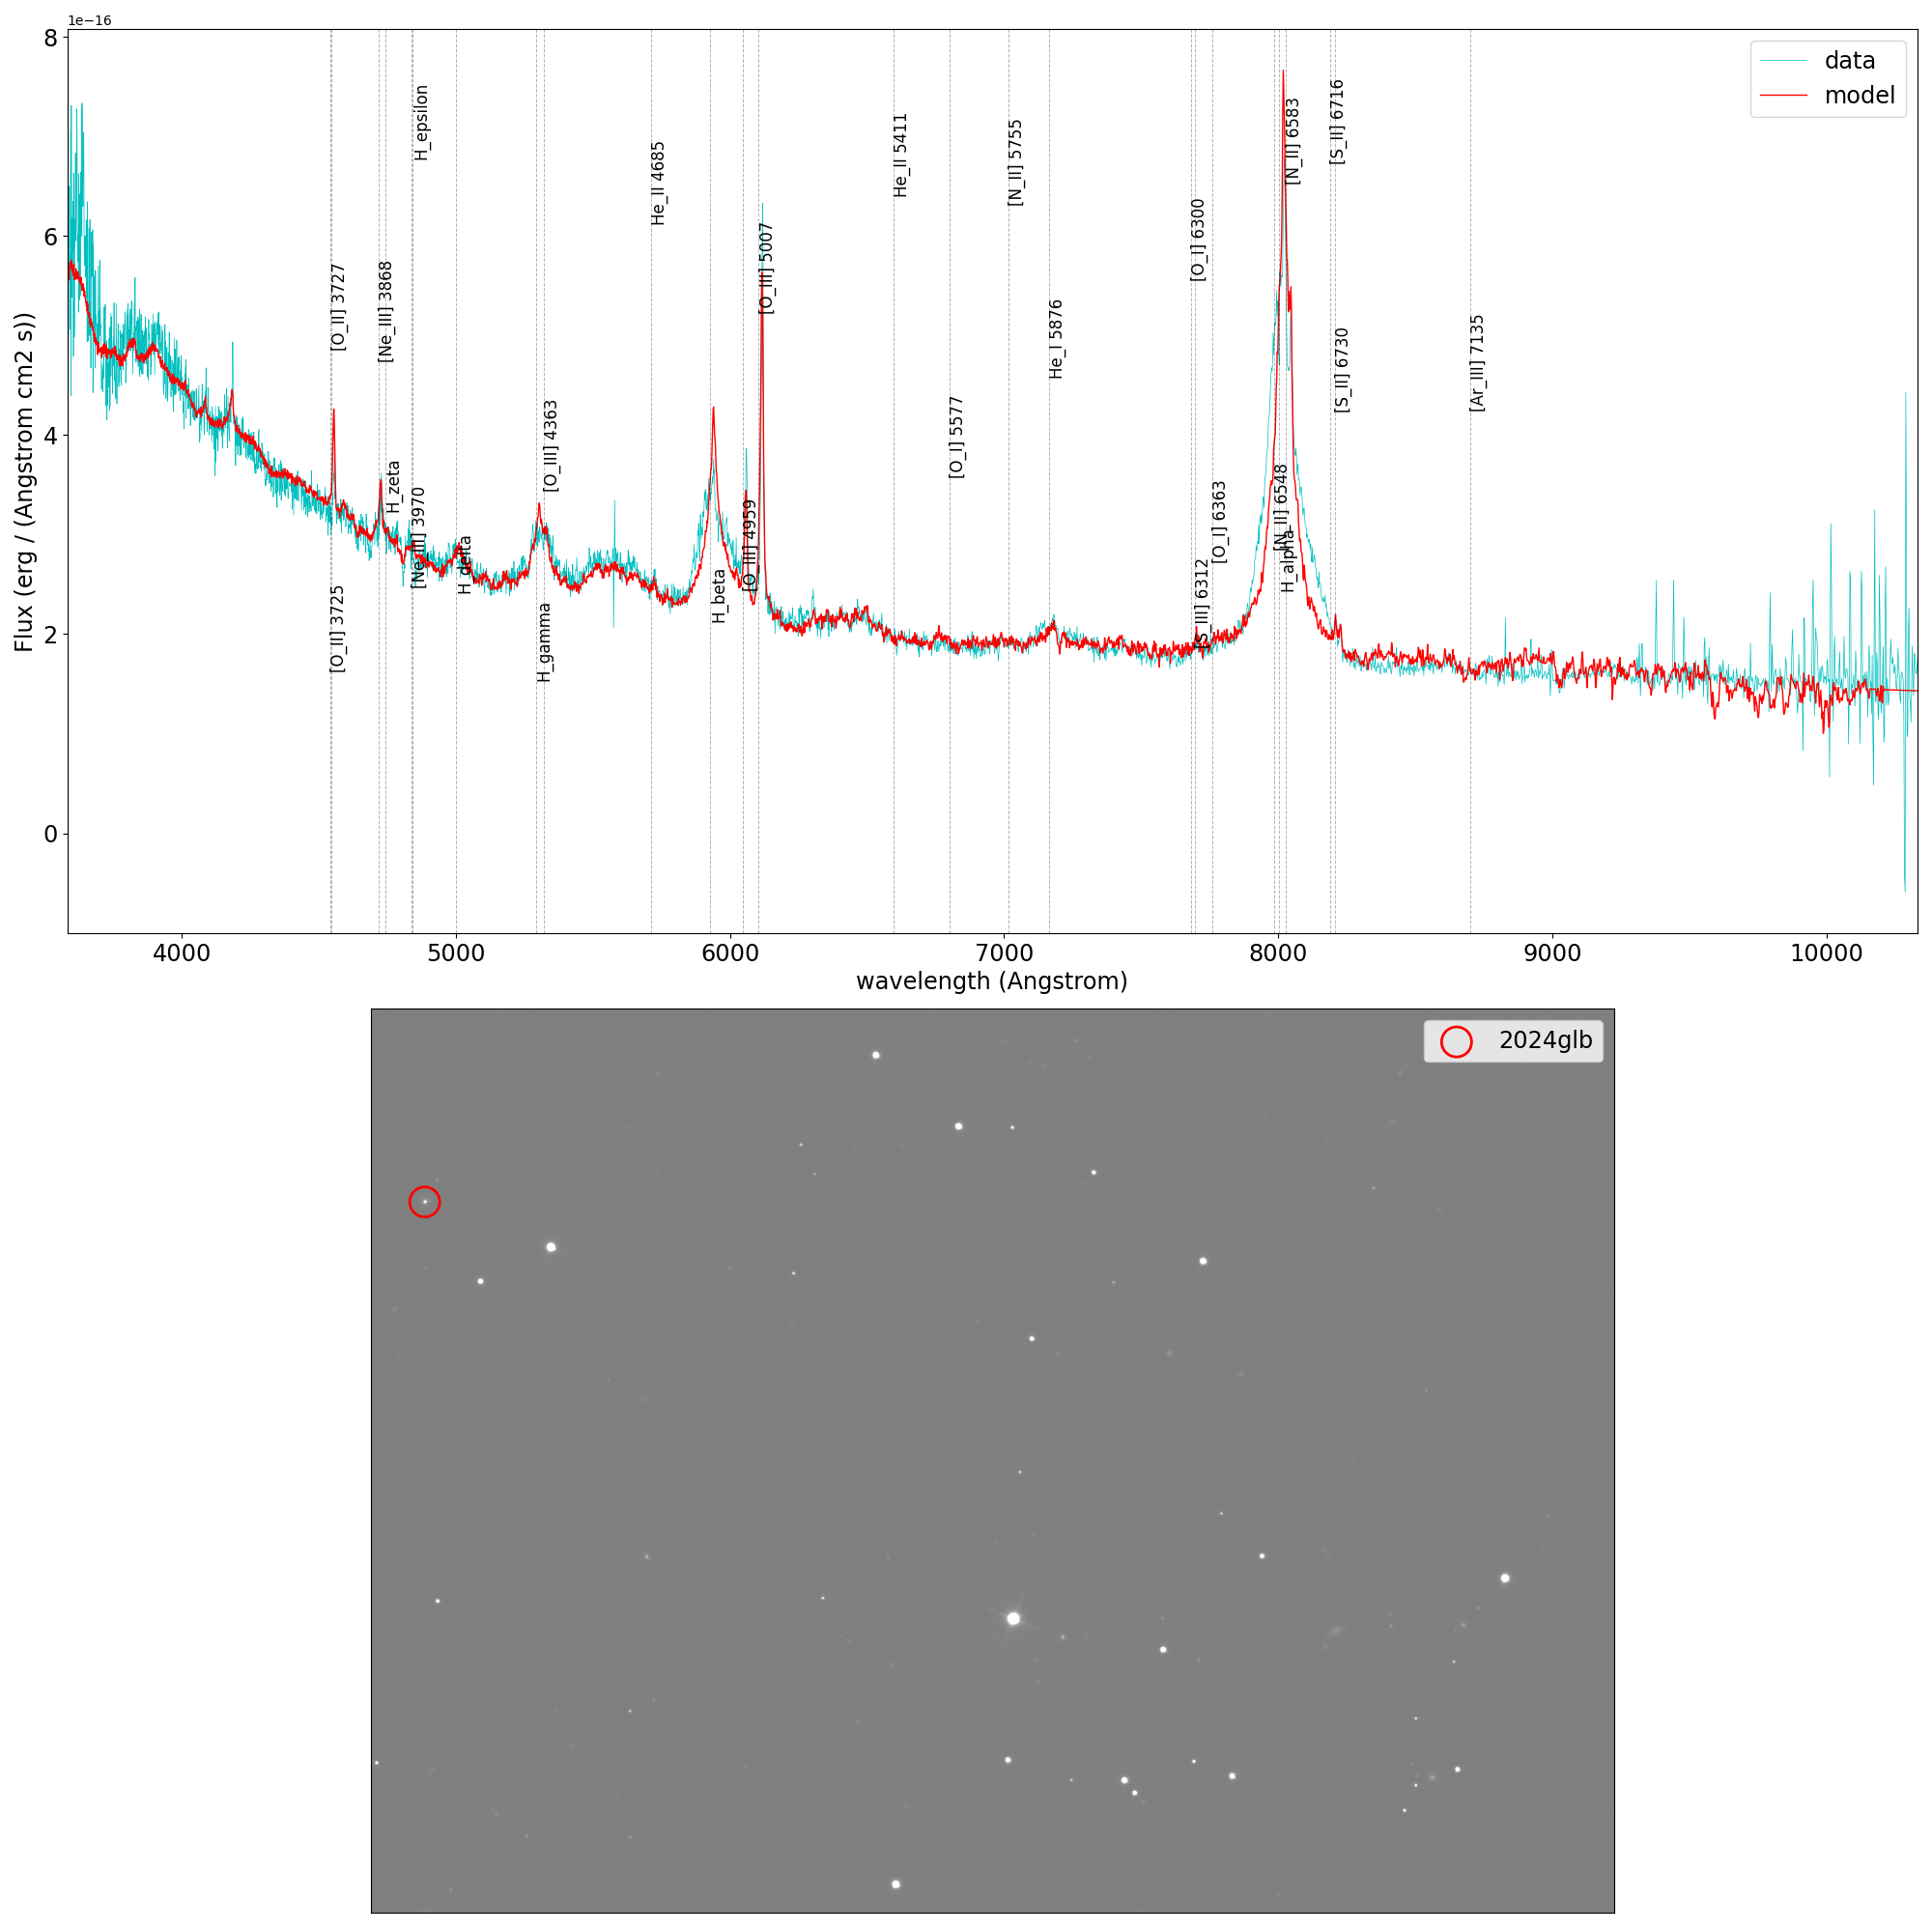 1e−16
8
6
4
2
0
Flux (erg / (Angstrom cm2 s))
data
model
[O_II] 3725
[O_II] 3727
[Ne_III] 3868
H_zeta
[Ne_III] 3970
H_epsilon
H_delta
H_gamma
[O_III] 4363
He_II 4685
H_beta
[O_III] 4959
[O_III] 5007
He_II 5411
[O_I] 5577
[N_II] 5755
He_I 5876
[O_I] 6300
[S_III] 6312
[O_I] 6363
[N_II] 6548
H_alpha
[N_II] 6583
[S_II] 6716
[S_II] 6730
[Ar_III] 7135
4000 5000 6000 7000 8000 9000 10000
wavelength (Angstrom)
2024glb